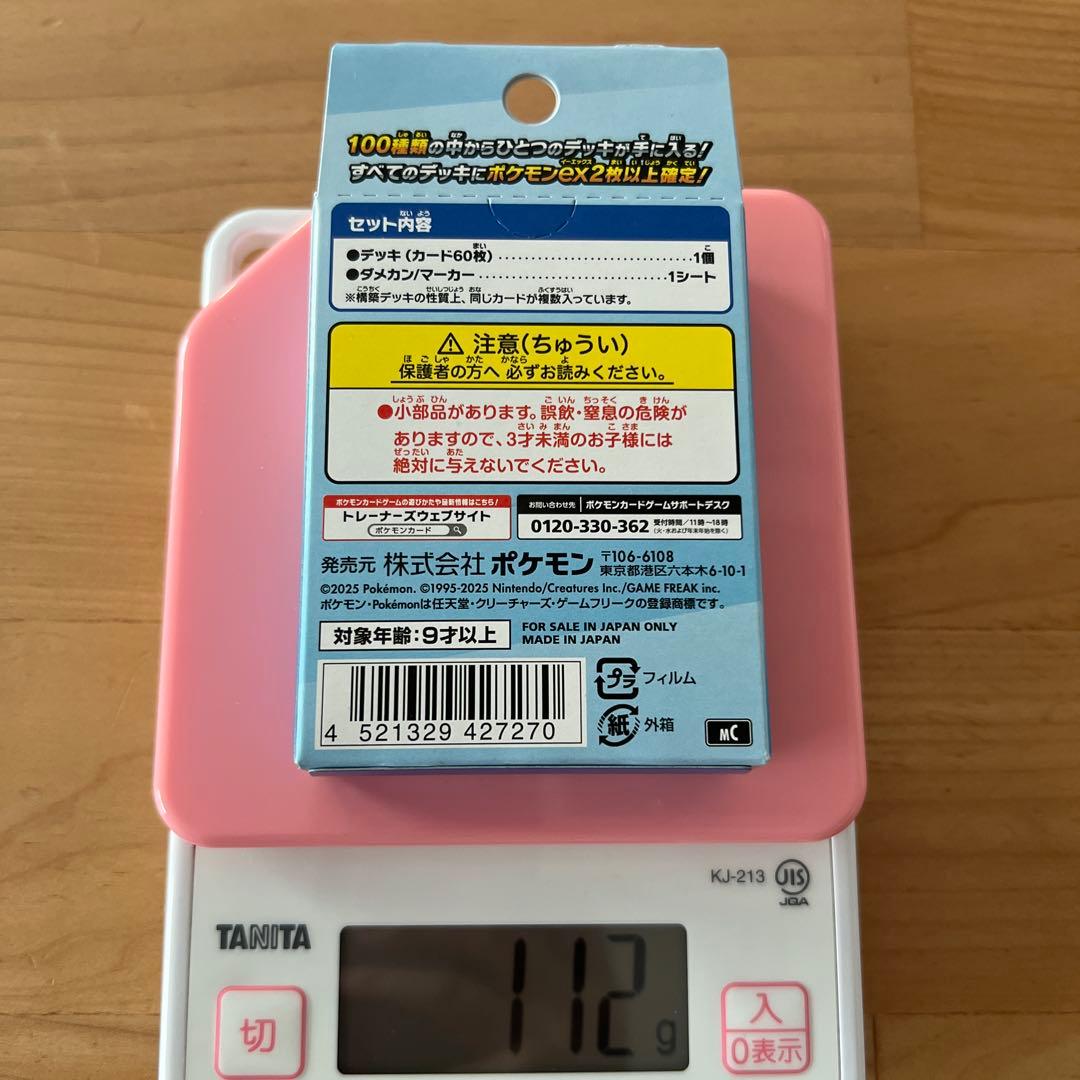 100種類の中からひとつのデッキが手に入る!
すべてのデッキにポケモンex2枚以上確定!
セット内容
●デッキ(カード60枚)..............................1個
●ダメカン/マーカー..............................1シート
※構築デッキの性質上、同じカードが複数入っています。
⚠ 注意(ちゅうい)
保護者の方へ 必ずお読みください。
●小部品があります。誤飲・窒息の危険が
ありますので、3才未満のお子様には
絶対に与えないでください。
ポケモンカードゲームの遊びかたや最新情報はこちら!
トレーナーズウェブサイト
ポケモンカード
お問い合わせ先 ポケモンカードゲームサポートデスク
0120-330-362 受付時間/11時~18時
(火・水および年末年始を除く)
発売元 株式会社 ポケモン 〒106-6108
東京都港区六本木6-10-1
©2025 Pokémon. ©1995-2025 Nintendo/Creatures Inc./GAME FREAK inc.
ポケモン・Pokémonは任天堂・クリーチャーズ・ゲームフリークの登録商標です。
対象年齢:9才以上
FOR SALE IN JAPAN ONLY
MADE IN JAPAN
4 521329 427270
プラ フィルム
紙 外箱
MC
KJ-213 JIS
JQA
TANITA
112g
切
入
0表示